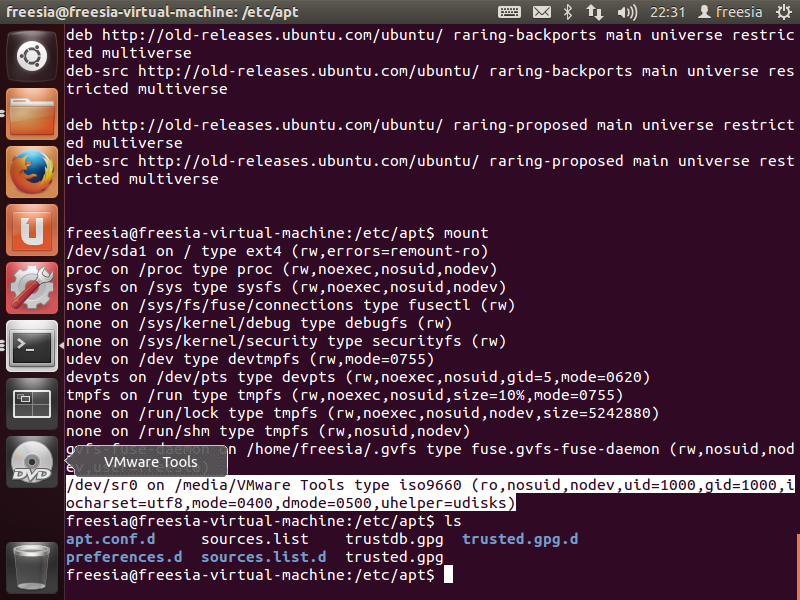 freesia@freesia-virtual-machine: /etc/apt 22:31 freesia
deb http://old-releases.ubuntu.com/ubuntu/ raring-backports main universe restric
ted multiverse
deb-src http://old-releases.ubuntu.com/ubuntu/ raring-backports main universe res
tricted multiverse
deb http://old-releases.ubuntu.com/ubuntu/ raring-proposed main universe restrict
ed multiverse
deb-src http://old-releases.ubuntu.com/ubuntu/ raring-proposed main universe rest
ricted multiverse
freesia@freesia-virtual-machine:/etc/apt$ mount
/dev/sda1 on / type ext4 (rw,errors=remount-ro)
proc on /proc type proc (rw,noexec,nosuid,nodev)
sysfs on /sys type sysfs (rw,noexec,nosuid,nodev)
none on /sys/fs/fuse/connections type fusectl (rw)
none on /sys/kernel/debug type debugfs (rw)
none on /sys/kernel/security type securityfs (rw)
udev on /dev type devtmpfs (rw,mode=0755)
devpts on /dev/pts type devpts (rw,noexec,nosuid,gid=5,mode=0620)
tmpfs on /run type tmpfs (rw,noexec,nosuid,size=10%,mode=0755)
none on /run/lock type tmpfs (rw,noexec,nosuid,nodev,size=5242880)
none on /run/shm type tmpfs (rw,nosuid,nodev)
gvfs-fuse-daemon on /home/freesia/.gvfs type fuse.gvfs-fuse-daemon (rw,nosuid,nod
VMware Tools
/dev/sr0 on /media/VMware Tools type iso9660 (ro,nosuid,nodev,uid=1000,gid=1000,i
ocharset=utf8,mode=0400,dmode=0500,uhelper=udisks)
freesia@freesia-virtual-machine:/etc/apt$ ls
apt.conf.d sources.list trustdb.gpg trusted.gpg.d
preferences.d sources.list.d trusted.gpg
freesia@freesia-virtual-machine:/etc/apt$
DVD